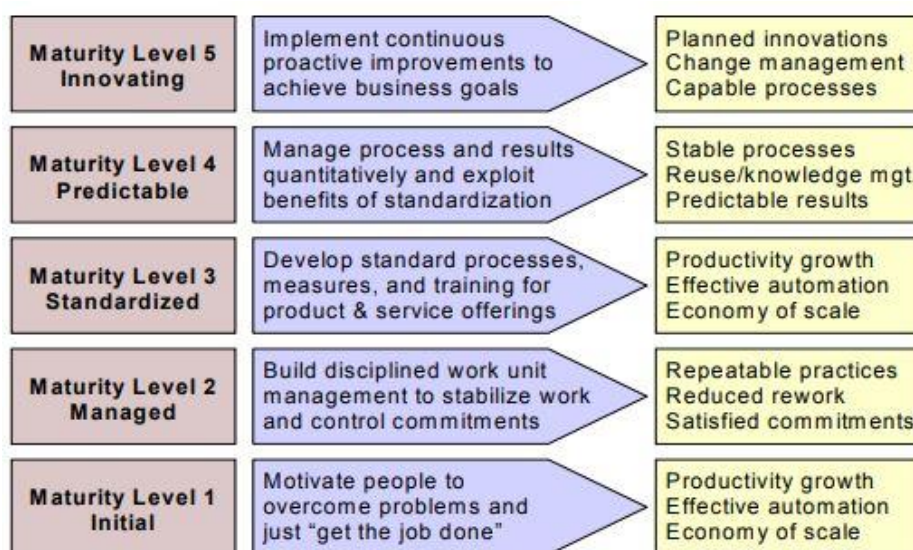 Maturity Level 5
Innovating
Implement continuous
proactive improvements to
achieve business goals
Planned innovations
Change management
Capable processes
Maturity Level 4
Predictable
Manage process and results
quantitatively and exploit
benefits of standardization
Stable processes
Reuse/knowledge mgt
Predictable results
Maturity Level 3
Standardized
Develop standard processes,
measures, and training for
product & service offerings
Productivity growth
Effective automation
Economy of scale
Maturity Level 2
Managed
Build disciplined work unit
management to stabilize work
and control commitments
Repeatable practices
Reduced rework
Satisfied commitments
Maturity Level 1
Initial
Motivate people to
overcome problems and
just “get the job done”
Productivity growth
Effective automation
Economy of scale